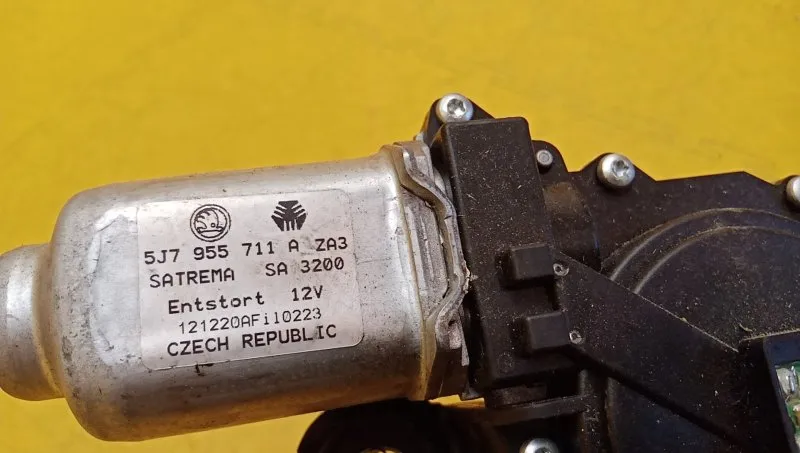 5J7 955 711 A ZA3
SATREMA SA 3200
Entstort 12V
121220AFi10223
CZECH REPUBLIC